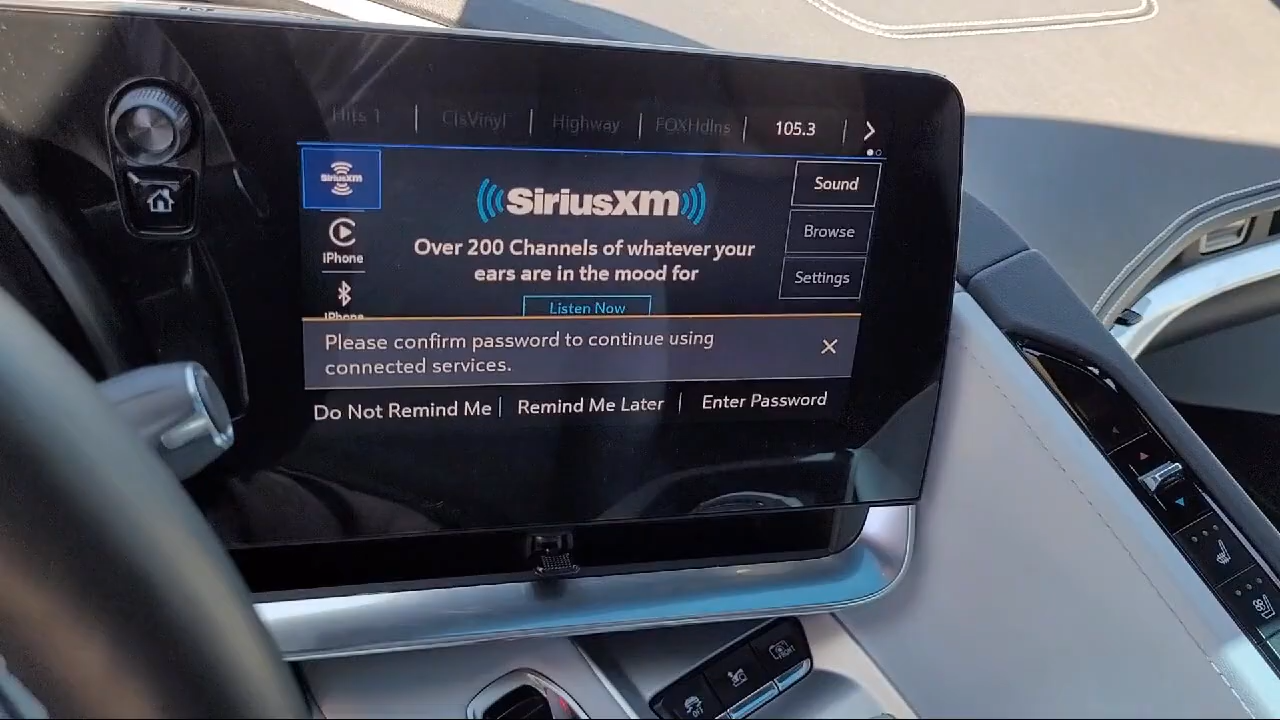 Hits 1
ClsVinyl
Highway
FOXHdlns
105.3
SiriusXM
SiriusXM
Sound
iPhone
Over 200 Channels of whatever your
ears are in the mood for
Browse
Settings
iPhone
Listen Now
Please confirm password to continue using
connected services.
Do Not Remind Me
Remind Me Later
Enter Password
FRONT
OFF